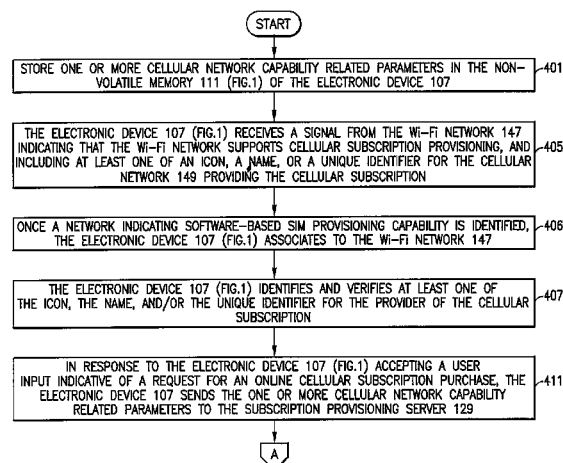 START
STORE ONE OR MORE CELLULAR NETWORK CAPABILITY RELATED PARAMETERS IN THE NON-
VOLATILE MEMORY 111 (FIG.1) OF THE ELECTRONIC DEVICE 107
401
THE ELECTRONIC DEVICE 107 (FIG.1) RECEIVES A SIGNAL FROM THE Wi-Fi NETWORK 147
INDICATING THAT THE Wi-Fi NETWORK SUPPORTS CELLULAR SUBSCRIPTION PROVISIONING, AND
INCLUDING AT LEAST ONE OF AN ICON, A NAME, OR A UNIQUE IDENTIFIER FOR THE CELLULAR
NETWORK 149 PROVIDING THE CELLULAR SUBSCRIPTION
405
ONCE A NETWORK INDICATING SOFTWARE-BASED SIM PROVISIONING CAPABILITY IS IDENTIFIED,
THE ELECTRONIC DEVICE 107 (FIG.1) ASSOCIATES TO THE Wi-Fi NETWORK 147
406
THE ELECTRONIC DEVICE 107 (FIG.1) IDENTIFIES AND VERIFIES AT LEAST ONE OF
THE ICON, THE NAME, AND/OR THE UNIQUE IDENTIFIER FOR THE PROVIDER OF THE CELLULAR
SUBSCRIPTION
407
IN RESPONSE TO THE ELECTRONIC DEVICE 107 (FIG.1) ACCEPTING A USER
INPUT INDICATIVE OF A REQUEST FOR AN ONLINE CELLULAR SUBSCRIPTION PURCHASE, THE
ELECTRONIC DEVICE 107 SENDS THE ONE OR MORE CELLULAR NETWORK CAPABILITY
RELATED PARAMETERS TO THE SUBSCRIPTION PROVISIONING SERVER 129
411
A